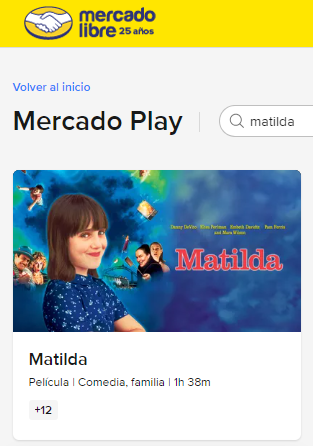 mercado
libre 25 años
Volver al inicio
Mercado Play
matilda
Danny DeVito Rhea Perlman Embeth Davidtz Pam Ferris
and Mara Wilson
Matilda
Matilda
Película | Comedia, familia | 1h 38m
+12